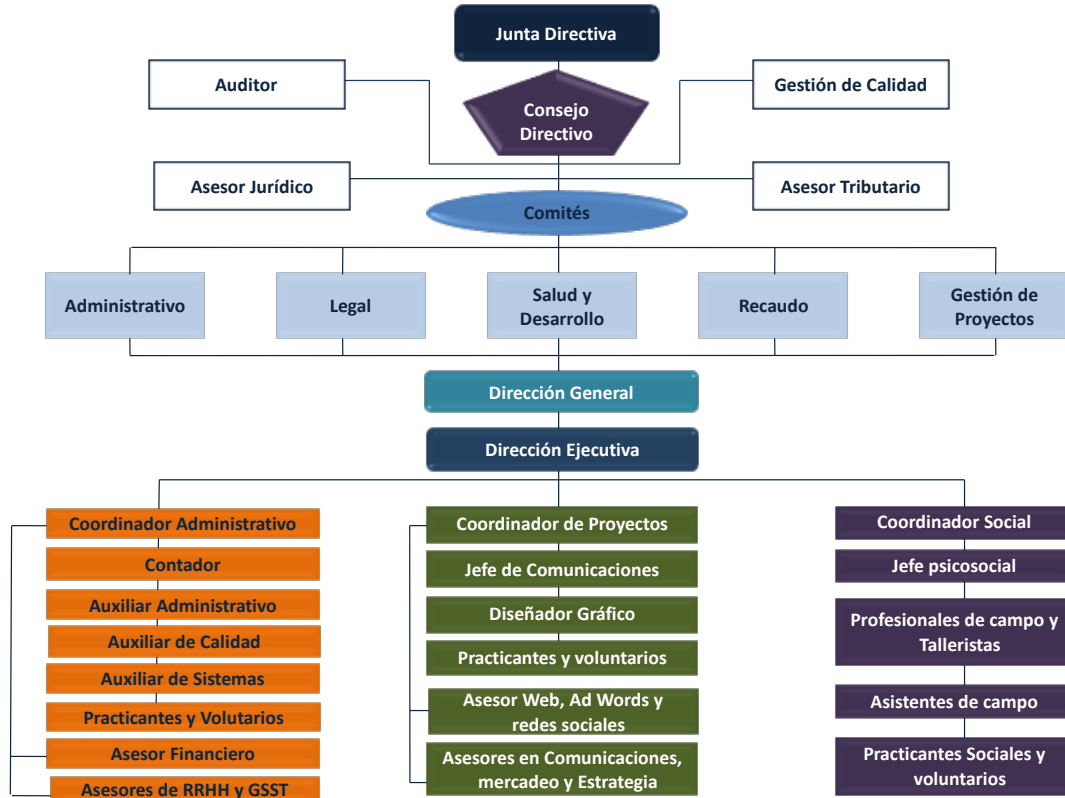 Junta Directiva
Auditor
Gestión de Calidad
Consejo
Directivo
Asesor Jurídico
Asesor Tributario
Comités
Administrativo
Legal
Salud y
Desarrollo
Recaudo
Gestión de
Proyectos
Dirección General
Dirección Ejecutiva
Coordinador Administrativo
Contador
Auxiliar Administrativo
Auxiliar de Calidad
Auxiliar de Sistemas
Practicantes y Volutarios
Asesor Financiero
Asesores de RRHH y GSST
Coordinador de Proyectos
Jefe de Comunicaciones
Diseñador Gráfico
Practicantes y voluntarios
Asesor Web, Ad Words y
redes sociales
Asesores en Comunicaciones,
mercadeo y Estrategia
Coordinador Social
Jefe psicosocial
Profesionales de campo y
Talleristas
Asistentes de campo
Practicantes Sociales y
voluntarios